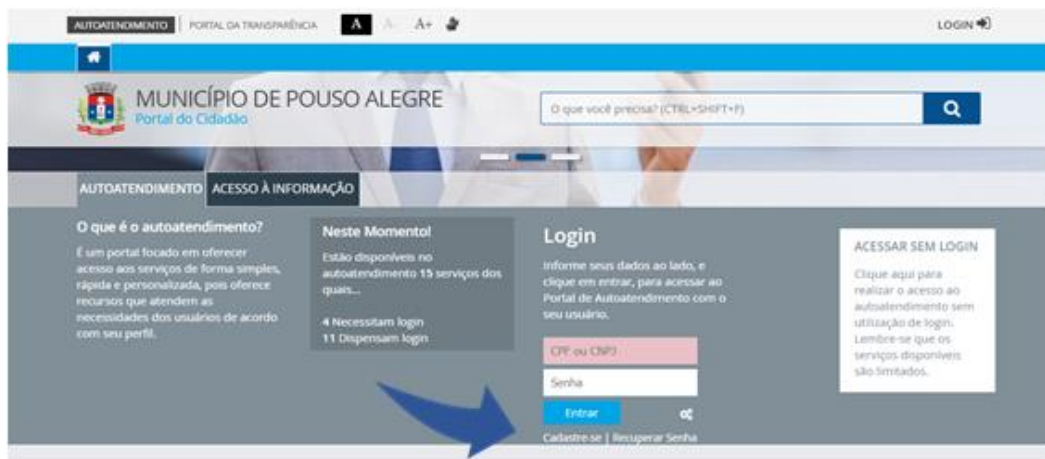 AUTOATENDIMENTO | PORTAL DA TRANSPARÊNCIA A A- A+ LOGIN
MUNICÍPIO DE POUSO ALEGRE
Portal do Cidadão
O que você precisa? (CTRL+SHIFT+F)
AUTOATENDIMENTO ACESSO À INFORMAÇÃO
O que é o autoatendimento?
É um portal focado em oferecer
acesso aos serviços de forma simples,
rápida e personalizada, pois oferece
recursos que atendem as
necessidades dos usuários de acordo
com seu perfil.
Neste Momento!
Estão disponíveis no
autoatendimento 15 serviços dos
quais...
4 Necessitam login
11 Dispensam login
Login
Informe seus dados ao lado, e
clique em entrar, para acessar ao
Portal de Autoatendimento com o
seu usuário.
CPF ou CNPJ
Senha
Entrar
Cadastre-se | Recuperar Senha
ACESSAR SEM LOGIN
Clique aqui para
realizar o acesso ao
autoatendimento sem
utilização de login.
Lembre-se que os
serviços disponíveis
são limitados.